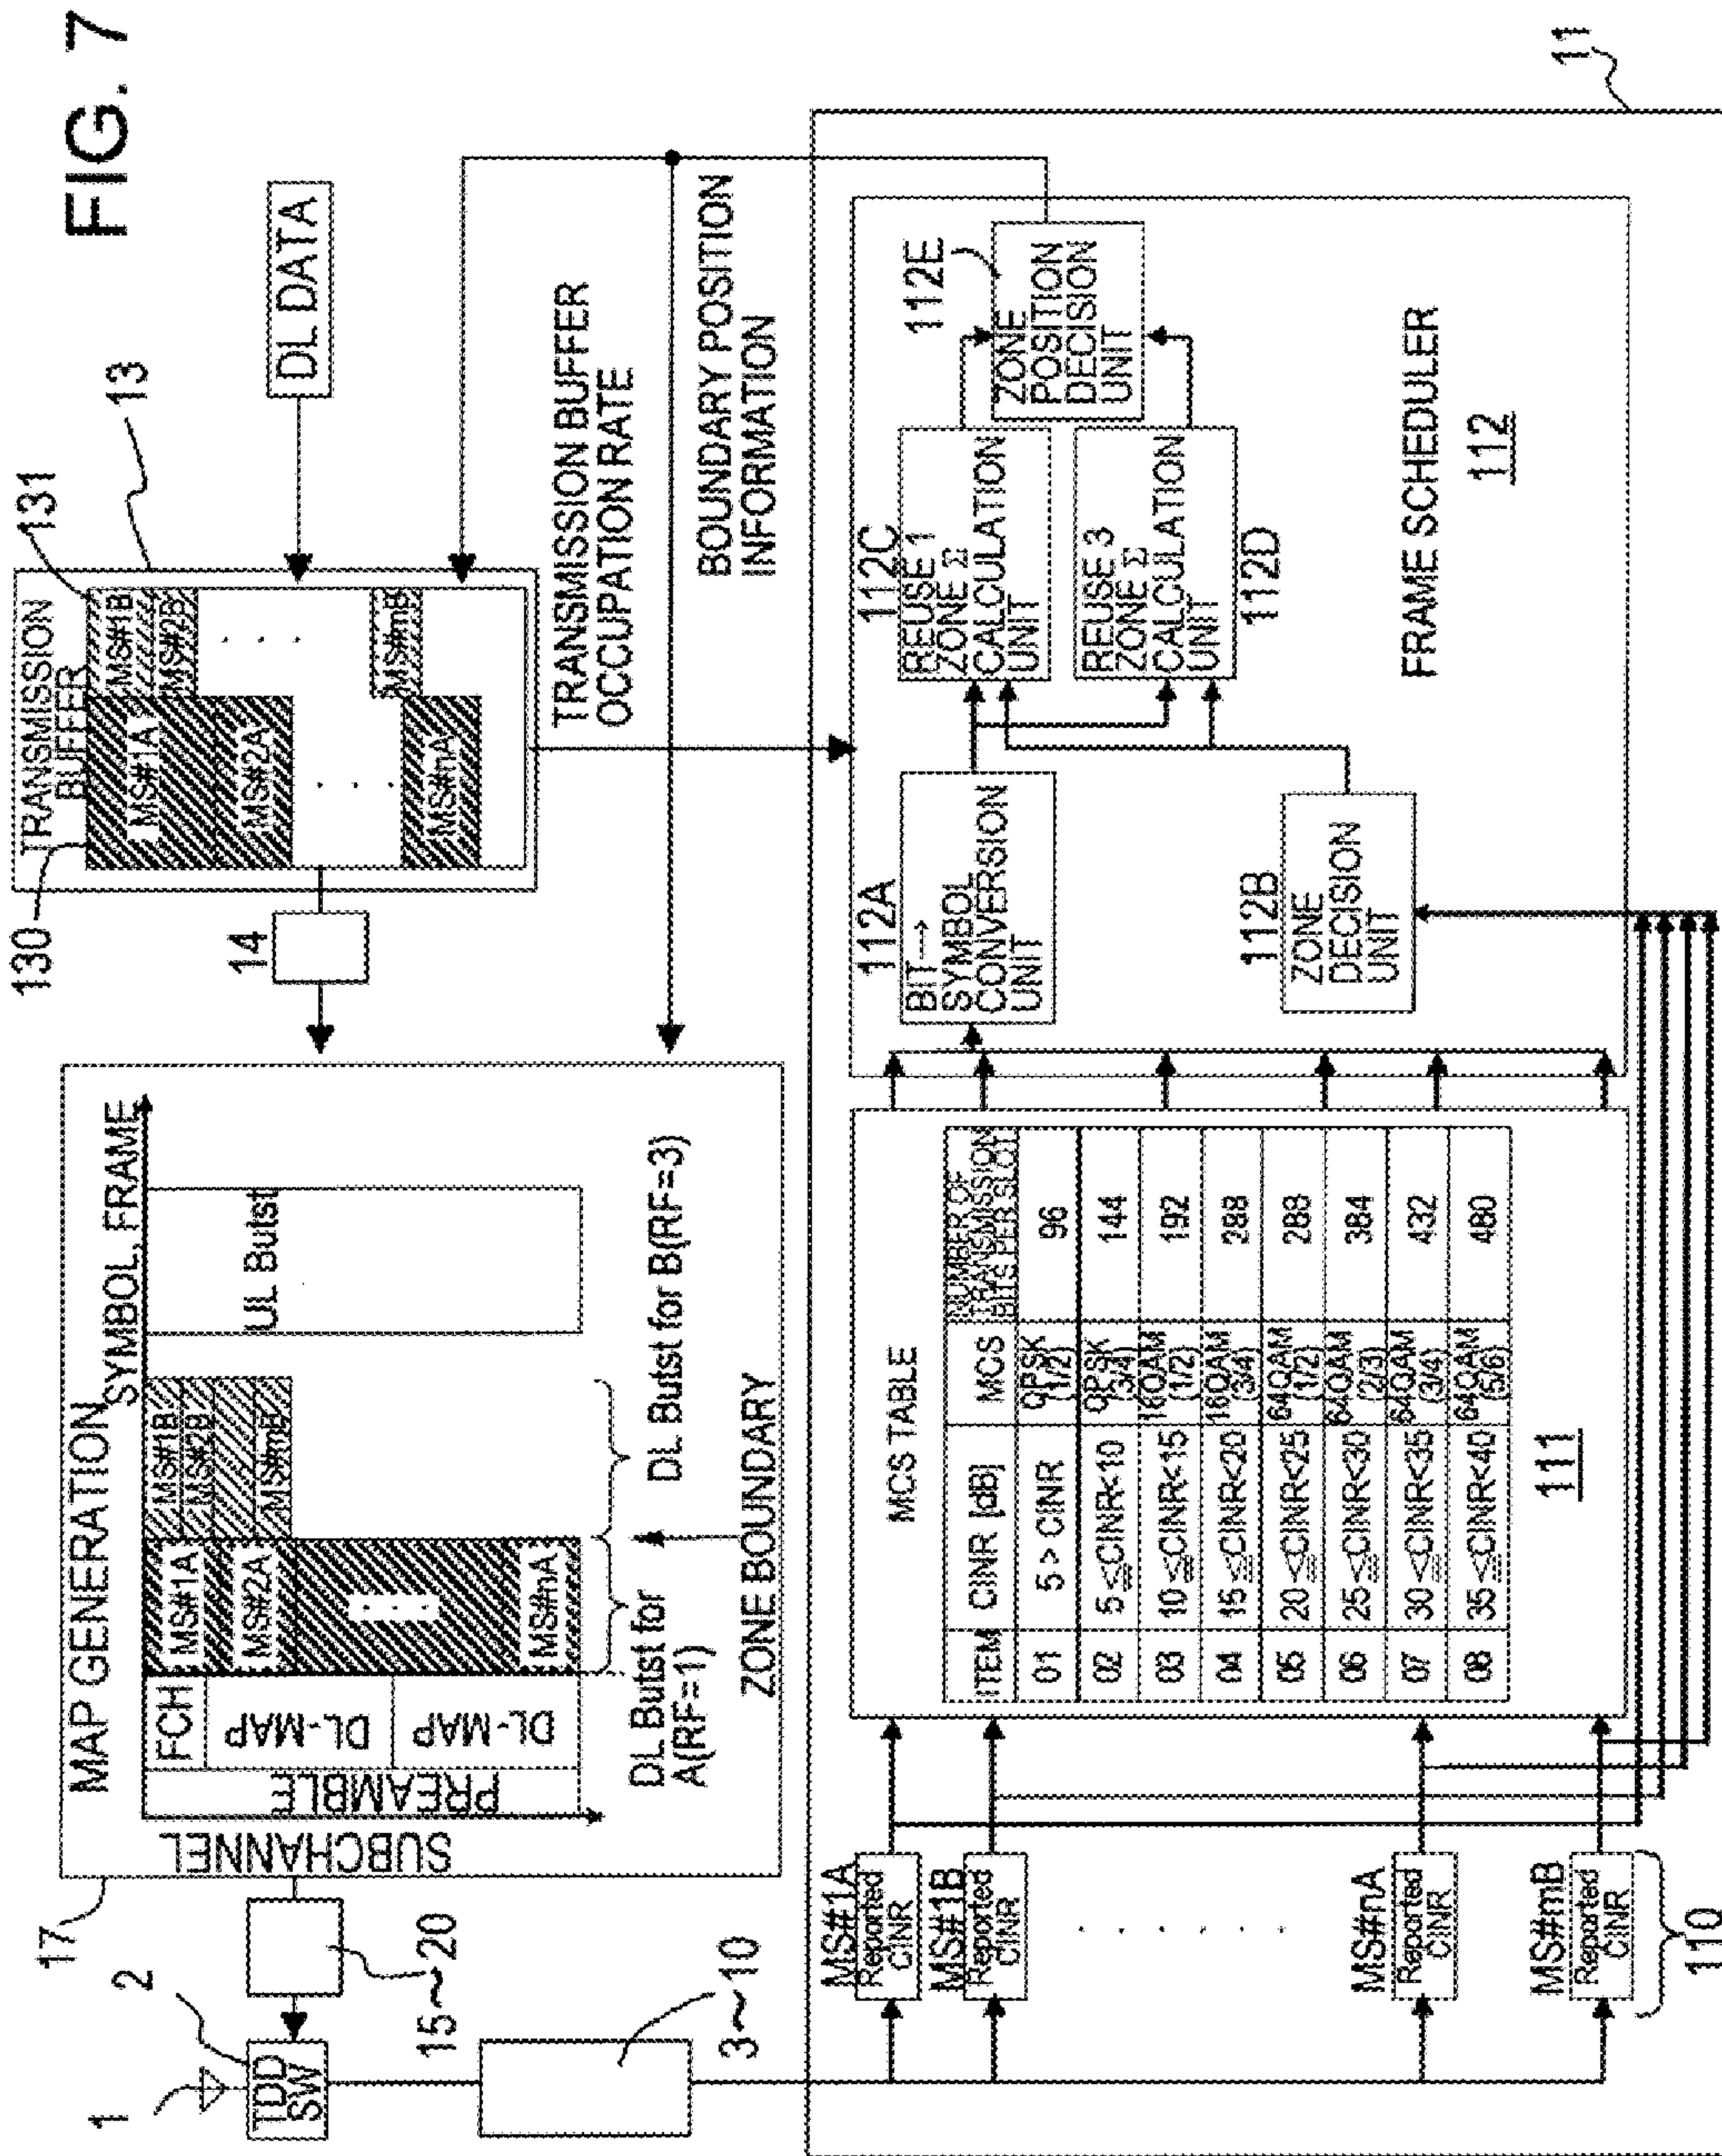 FIG. 7
1
2
TDD
SW
15~20
3~10
17
MAP GENERATION
SUBCHANNEL
SYMBOL, FRAME
PREAMBLE
FCH
DL-MAP
DL-MAP
MS#1A
MS#2A
MS#nA
MS#1B
MS#2B
MS#mB
UL Butst
DL Butst for
A(RF=1)
DL Butst for B(RF=3)
ZONE BOUNDARY
14
130
TRANSMISSION
BUFFER
131
13
MS#1A
MS#2A
MS#nA
MS#1B
MS#2B
MS#mB
DL DATA
TRANSMISSION BUFFER
OCCUPATION RATE
BOUNDARY POSITION
INFORMATION
11
MS#1A
Reported
CINR
MS#1B
Reported
CINR
MS#nA
Reported
CINR
MS#mB
Reported
CINR
110
MCS TABLE
ITEM CINR [dB] MCS NUMBER OF
TRANSMISSION
BITS PER SLOT
01 5 > CINR QPSK (1/2) 96
02 5≦CINR<10 QPSK (3/4) 144
03 10≦CINR<15 16QAM (1/2) 192
04 15≦CINR<20 16QAM (3/4) 288
05 20≦CINR<25 64QAM (1/2) 288
06 25≦CINR<30 64QAM (2/3) 384
07 30≦CINR<35 64QAM (3/4) 432
08 35≦CINR<40 64QAM (5/6) 480
111
112A
BIT→
SYMBOL
CONVERSION
UNIT
112B
ZONE
DECISION
UNIT
112C
REUSE 1
ZONE Σ
CALCULATION
UNIT
REUSE 3
ZONE Σ
CALCULATION
UNIT
112D
112E
ZONE
POSITION
DECISION
UNIT
FRAME SCHEDULER
112